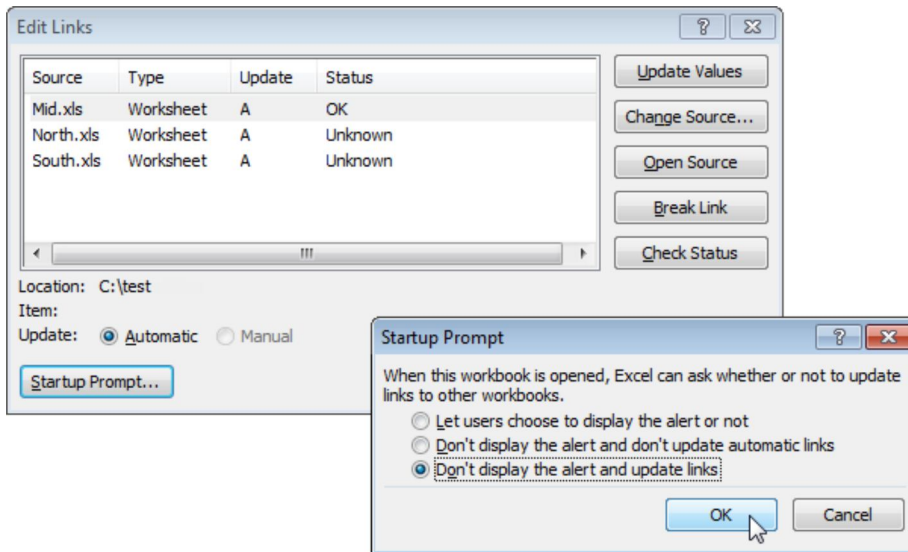 Edit Links
Source Type Update Status
Mid.xls Worksheet A OK
North.xls Worksheet A Unknown
South.xls Worksheet A Unknown
Update Values
Change Source...
Open Source
Break Link
Check Status
Location: C:\test
Item:
Update: Automatic Manual
Startup Prompt...
Startup Prompt
When this workbook is opened, Excel can ask whether or not to update
links to other workbooks.
Let users choose to display the alert or not
Don't display the alert and don't update automatic links
Don't display the alert and update links
OK Cancel